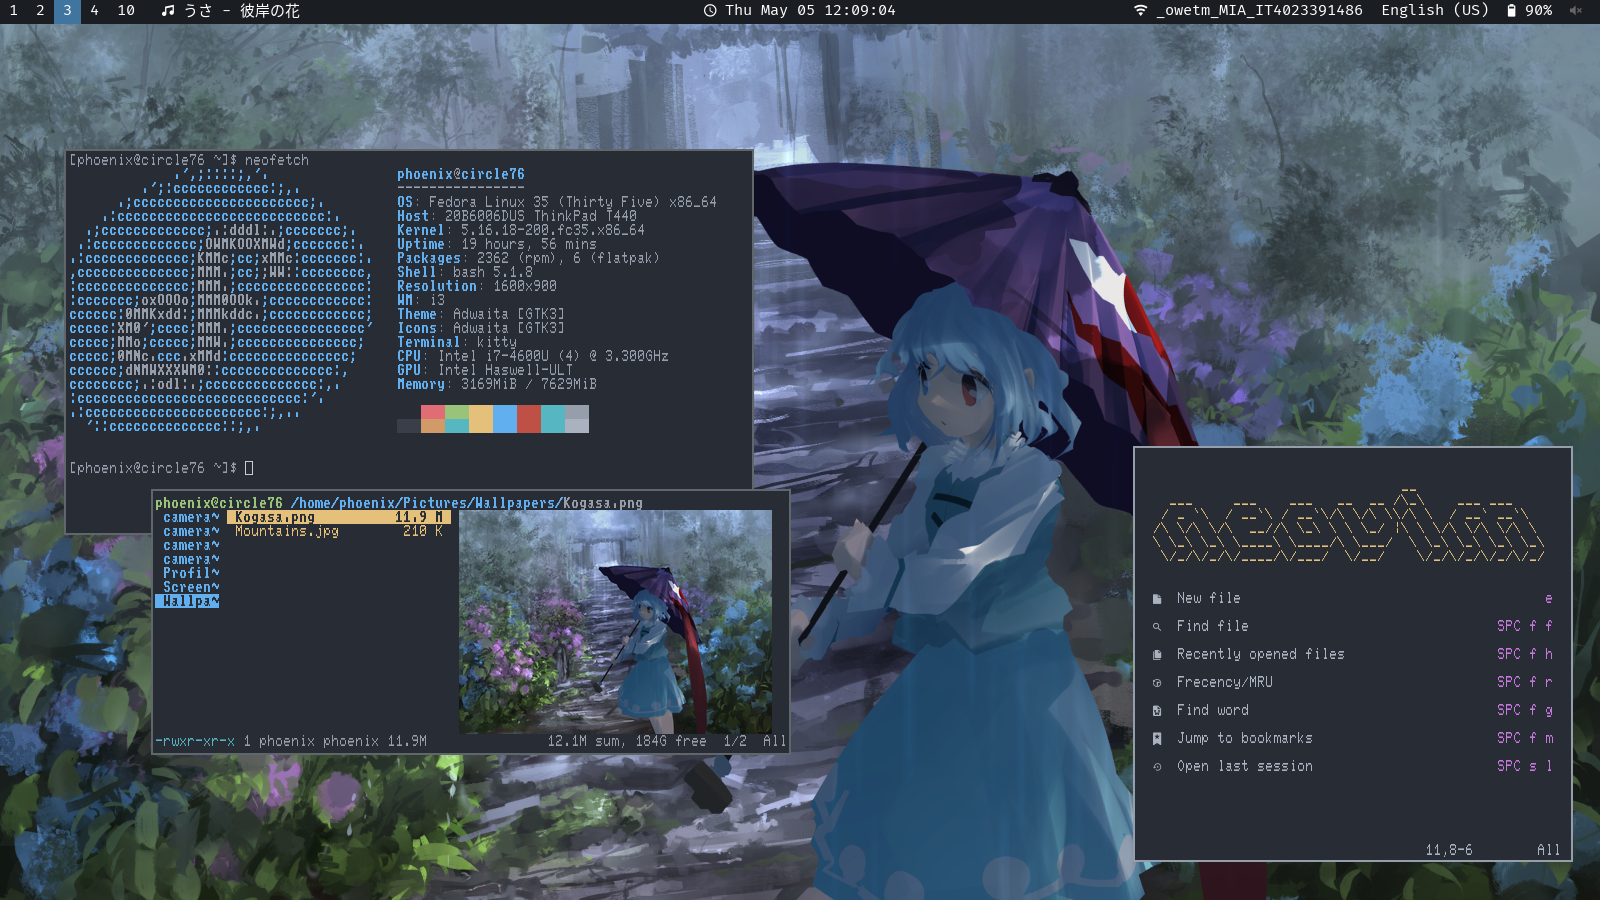 1 2 3 4 10 うさ - 彼岸の花 Thu May 05 12:09:04 _owetm_MIA_IT4023391486 English (US) 90%
[phoenix@circle76 ~]$ neofetch
phoenix@circle76
----------------
OS: Fedora Linux 35 (Thirty Five) x86_64
Host: 20B6006DUS ThinkPad T440
Kernel: 5.16.18-200.fc35.x86_64
Uptime: 19 hours, 56 mins
Packages: 2362 (rpm), 6 (flatpak)
Shell: bash 5.1.8
Resolution: 1600x900
WM: i3
Theme: Adwaita [GTK3]
Icons: Adwaita [GTK3]
Terminal: kitty
CPU: Intel i7-4600U (4) @ 3.300GHz
GPU: Intel Haswell-ULT
Memory: 3169MiB / 7629MiB
[phoenix@circle76 ~]$
phoenix@circle76 /home/phoenix/Pictures/Wallpapers/Kogasa.png
camera~ Kogasa.png 11.9 M
camera~ Mountains.jpg 210 K
camera~
camera~
Profil~
Screen~
Wallpa~
-rwxr-xr-x 1 phoenix phoenix 11.9M 12.1M sum, 184G free 1/2 All
New file e
Find file SPC f f
Recently opened files SPC f h
Frecency/MRU SPC f r
Find word SPC f g
Jump to bookmarks SPC f m
Open last session SPC s l
11,8-6 All